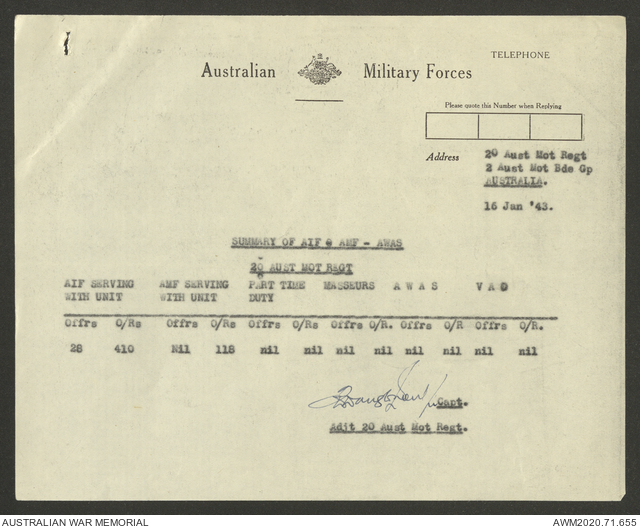 TELEPHONE
Australian Military Forces
Please quote this Number when Replying
Address
20 Aust Mot Regt
2 Aust Mot Bde Gp
AUSTRALIA.
16 Jan '43.
SUMMARY OF AIF & AMF - AWAS
20 AUST MOT REGT
AIF SERVING AMF SERVING PART TIME MASSEURS A W A S V A D
WITH UNIT WITH UNIT DUTY
Offrs O/Rs Offrs O/Rs Offrs O/Rs Offrs O/R. Offrs O/R Offrs O/R.
28 410 Nil 118 nil nil nil nil nil nil nil nil
Capt.
Adjt 20 Aust Mot Regt.
AUSTRALIAN WAR MEMORIAL AWM2020.71.655